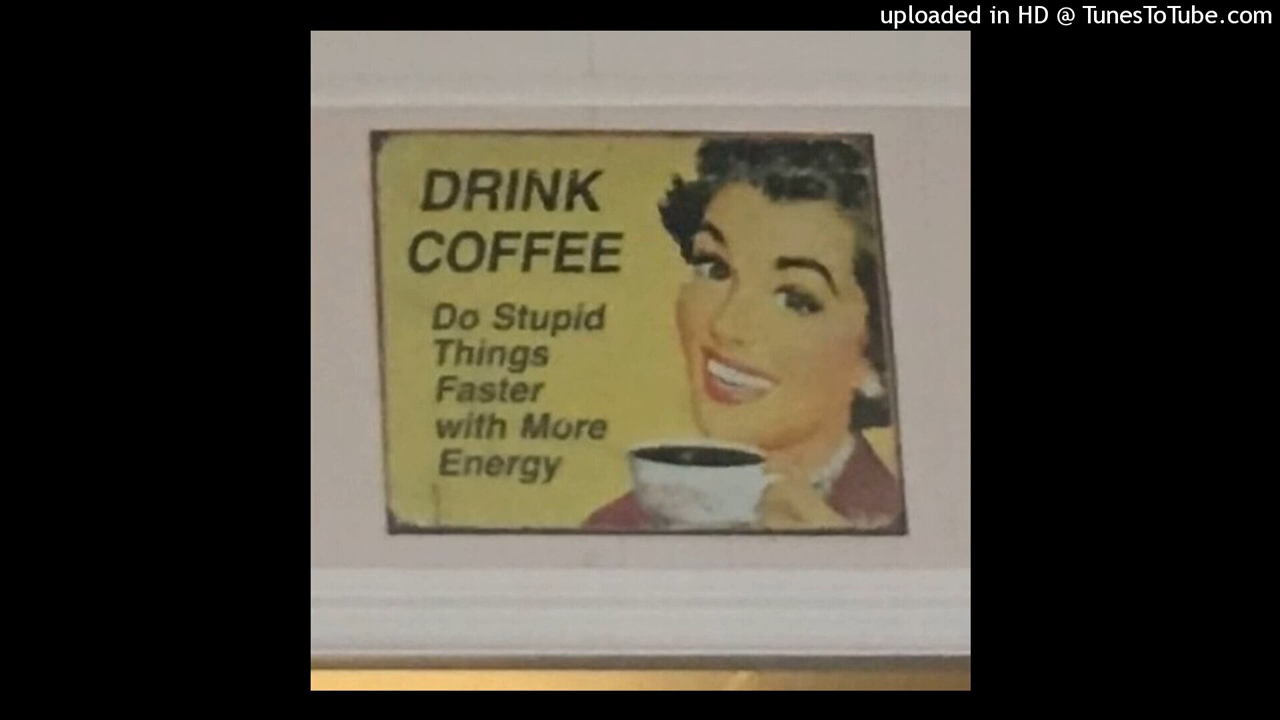 uploaded in HD @ TunesToTube.com
DRINK
COFFEE
Do Stupid
Things
Faster
with More
Energy